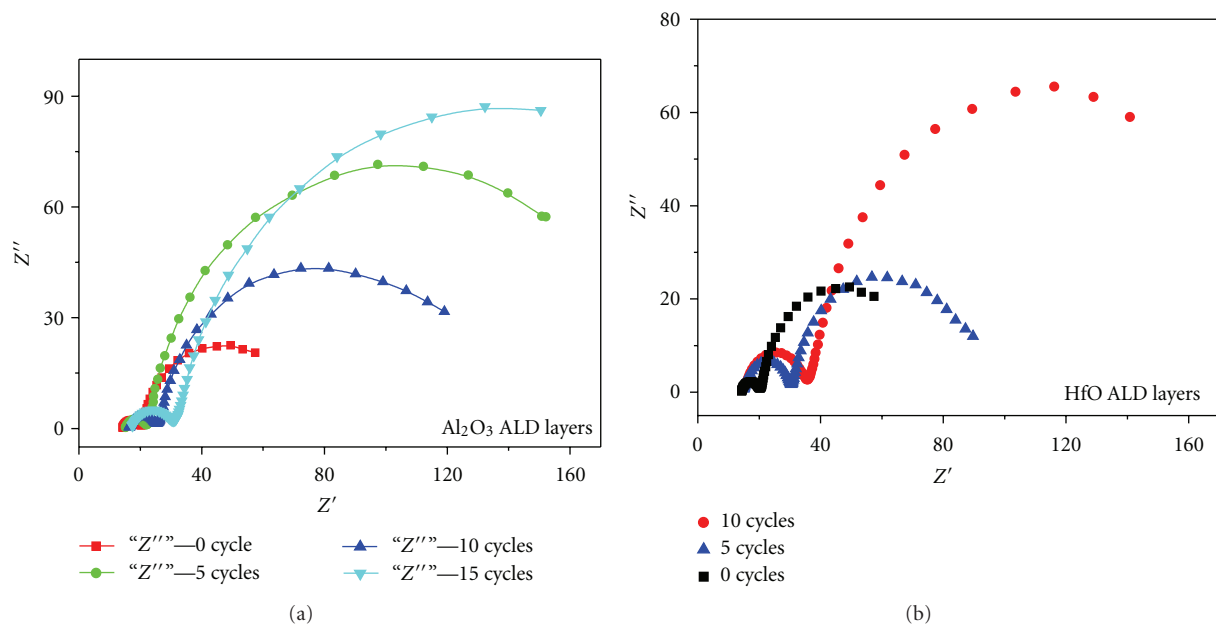 90
60
30
0
Z′′
Al₂O₃ ALD layers
0 40 80 120 160
Z′
“Z′′”—0 cycle
“Z′′”—5 cycles
“Z′′”—10 cycles
“Z′′”—15 cycles
(a)
80
60
40
20
0
Z′′
HfO ALD layers
0 40 80 120 160
Z′
10 cycles
5 cycles
0 cycles
(b)